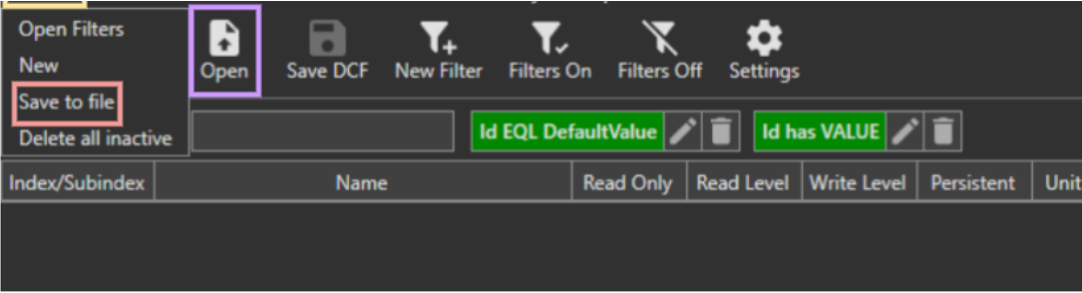 Open Filters
New
Save to file
Delete all inactive
Open
Save DCF
New Filter
Filters On
Filters Off
Settings
Id EQL DefaultValue
Id has VALUE
Index/Subindex
Name
Read Only
Read Level
Write Level
Persistent
Unit